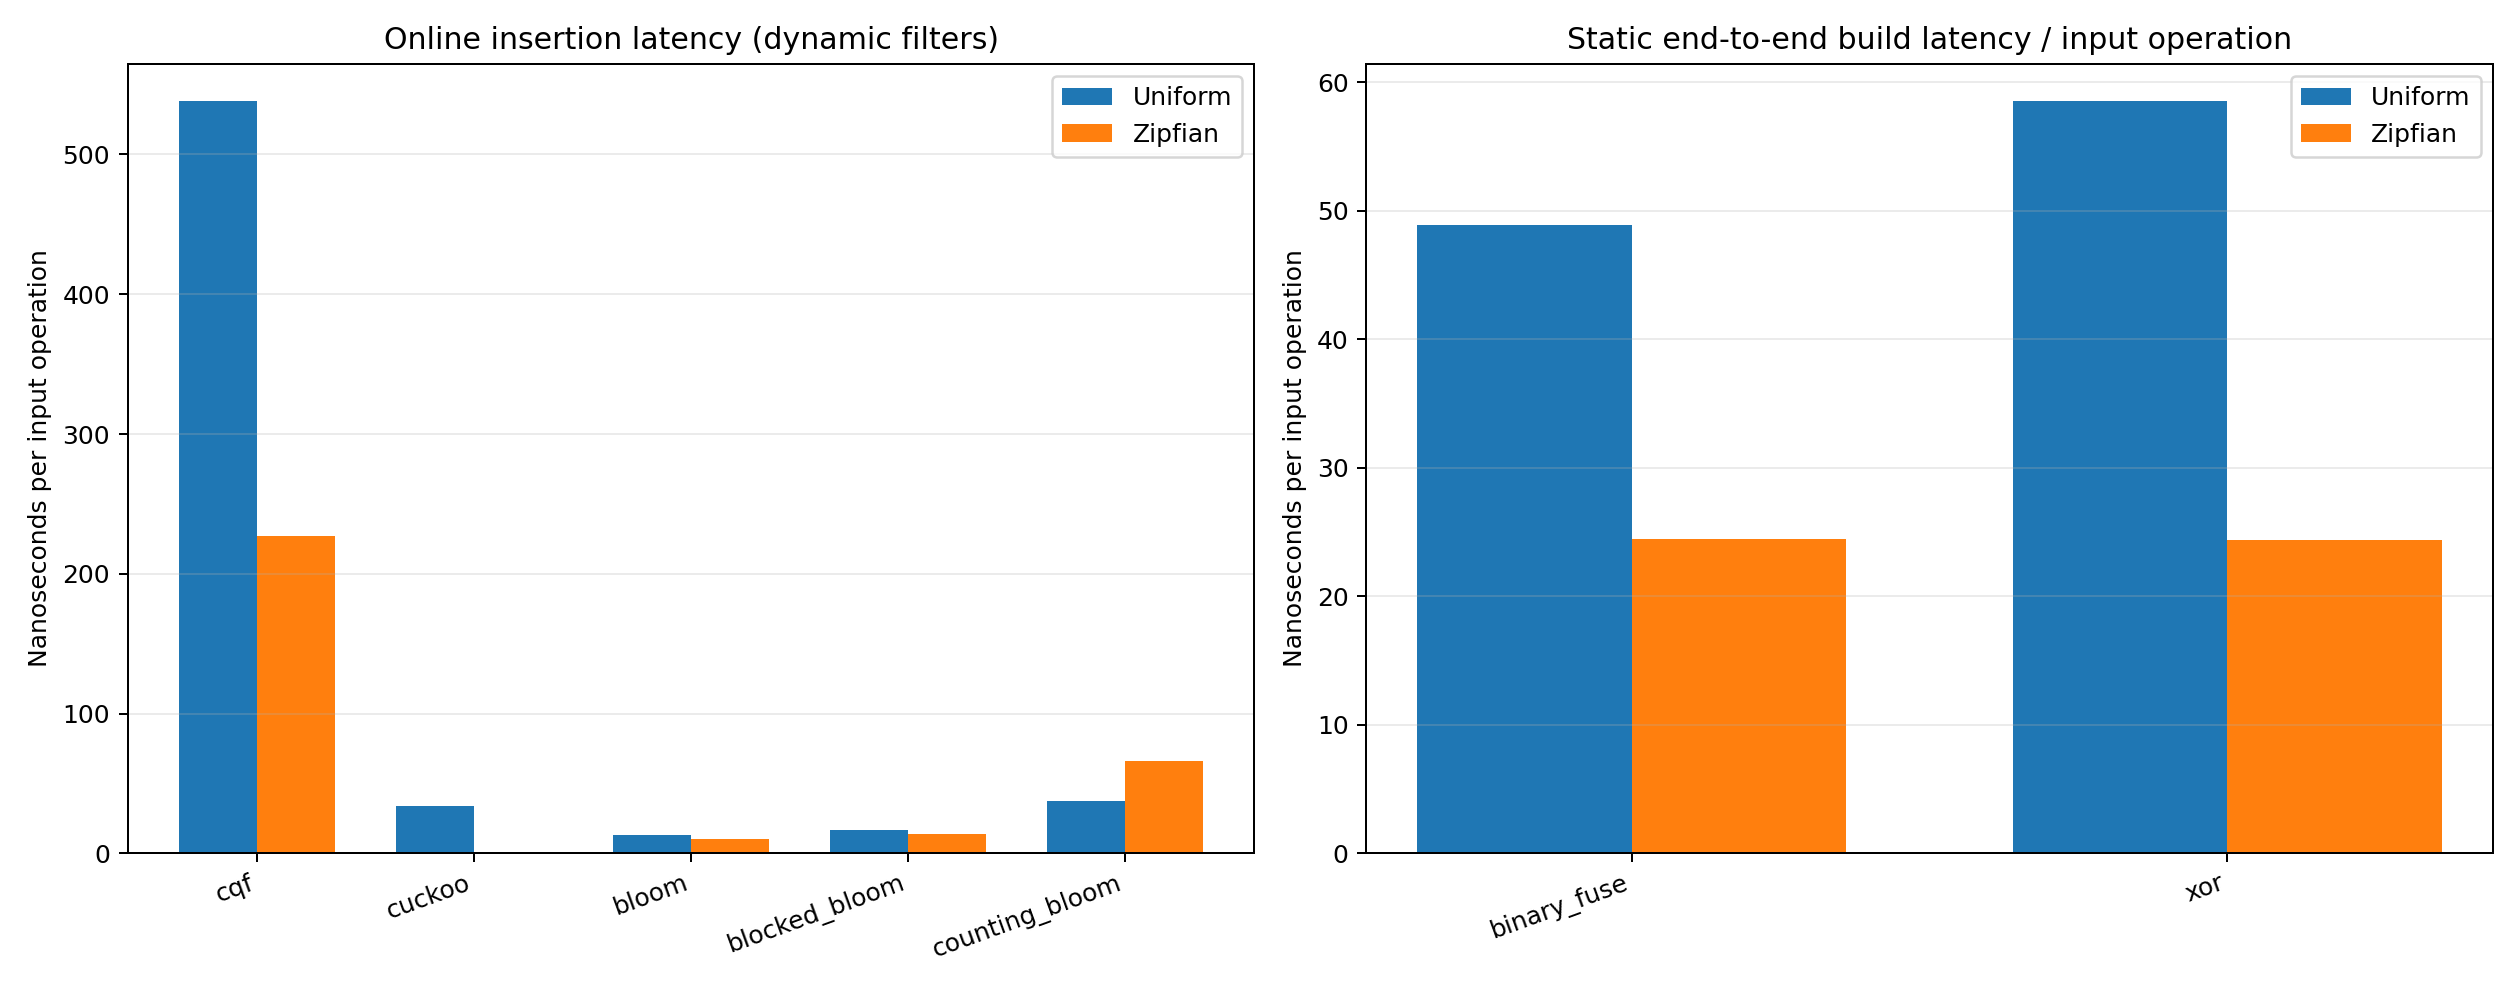 Online insertion latency (dynamic filters)
Nanoseconds per input operation
500
400
300
200
100
0
Uniform
Zipfian
cqf
cuckoo
bloom
blocked_bloom
counting_bloom
Static end-to-end build latency / input operation
Nanoseconds per input operation
60
50
40
30
20
10
0
Uniform
Zipfian
binary_fuse
xor